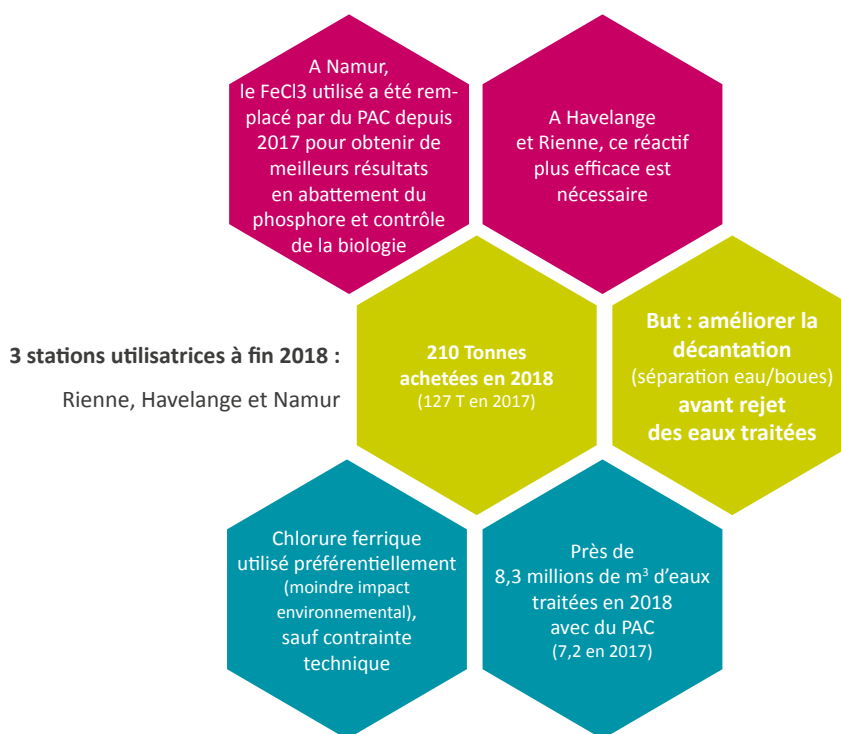 A Namur,
le FeCl3 utilisé a été rem-
placé par du PAC depuis
2017 pour obtenir de
meilleurs résultats
en abattement du
phosphore et contrôle
de la biologie
A Havelange
et Rienne, ce réactif
plus efficace est
nécessaire
3 stations utilisatrices à fin 2018 :
Rienne, Havelange et Namur
210 Tonnes
achetées en 2018
(127 T en 2017)
But : améliorer la
décantation
(séparation eau/boues)
avant rejet
des eaux traitées
Chlorure ferrique
utilisé préférentiellement
(moindre impact
environnemental),
sauf contrainte
technique
Près de
8,3 millions de m³ d'eaux
traitées en 2018
avec du PAC
(7,2 en 2017)